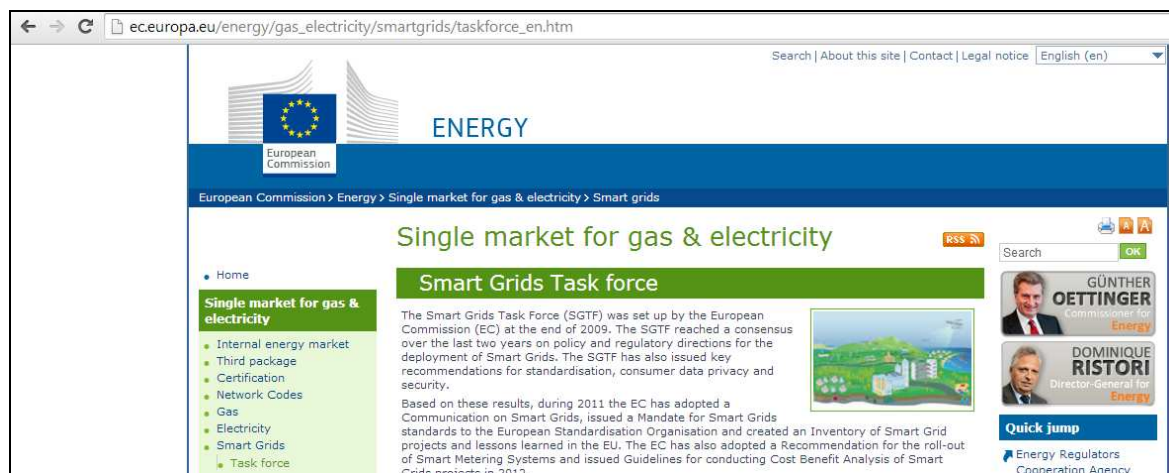 ec.europa.eu/energy/gas_electricity/smartgrids/taskforce_en.htm
Search | About this site | Contact | Legal notice English (en)
ENERGY
European
Commission
European Commission > Energy > Single market for gas & electricity > Smart grids
Single market for gas & electricity
RSS
A A
Search OK
Home
Single market for gas &
electricity
Internal energy market
Third package
Certification
Network Codes
Gas
Electricity
Smart Grids
Task force
Smart Grids Task force
The Smart Grids Task Force (SGTF) was set up by the European
Commission (EC) at the end of 2009. The SGTF reached a consensus
over the last two years on policy and regulatory directions for the
deployment of Smart Grids. The SGTF has also issued key
recommendations for standardisation, consumer data privacy and
security.
Based on these results, during 2011 the EC has adopted a
Communication on Smart Grids, issued a Mandate for Smart Grids
standards to the European Standardisation Organisation and created an Inventory of Smart Grid
projects and lessons learned in the EU. The EC has also adopted a Recommendation for the roll-out
of Smart Metering Systems and issued Guidelines for conducting Cost Benefit Analysis of Smart
Grids projects in 2012.
GÜNTHER
OETTINGER
Commissioner for
Energy
DOMINIQUE
RISTORI
Director-General for
Energy
Quick jump
Energy Regulators
Cooperation Agency